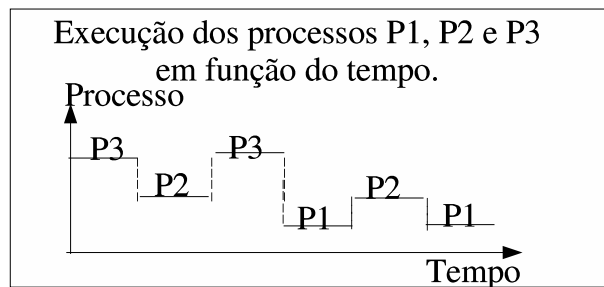 Execução dos processos P1, P2 e P3
em função do tempo.
Processo
P3
P2
P3
P1
P2
P1
Tempo